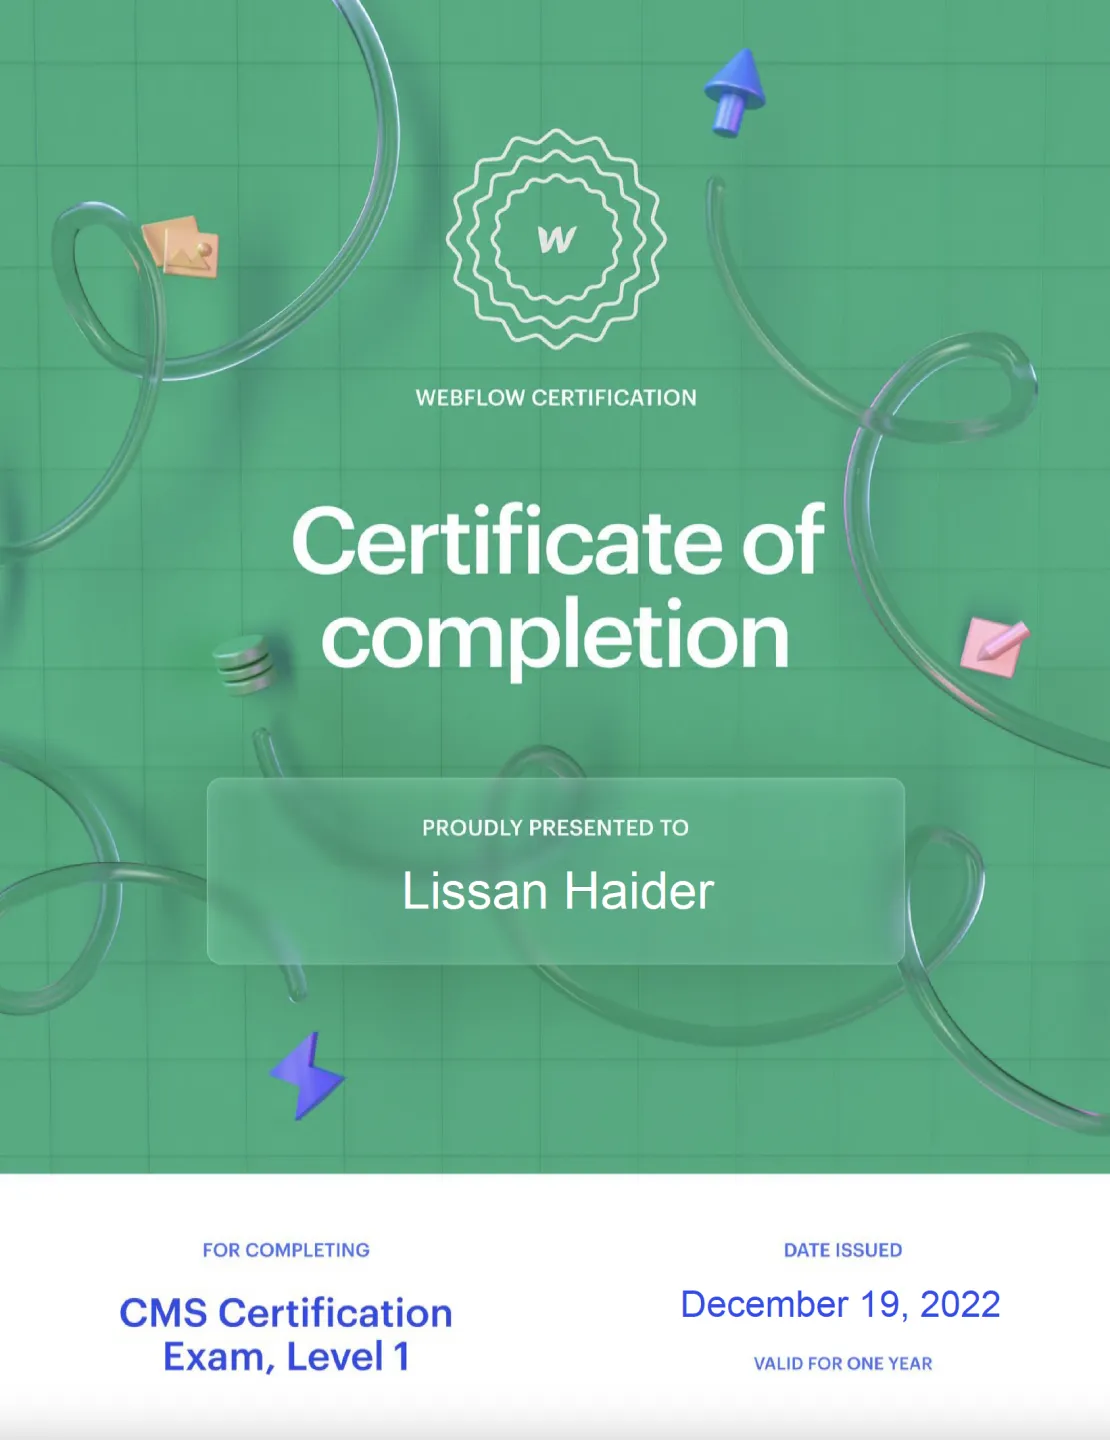 W
WEBFLOW CERTIFICATION
Certificate of
completion
PROUDLY PRESENTED TO
Lissan Haider
FOR COMPLETING
CMS Certification
Exam, Level 1
DATE ISSUED
December 19, 2022
VALID FOR ONE YEAR